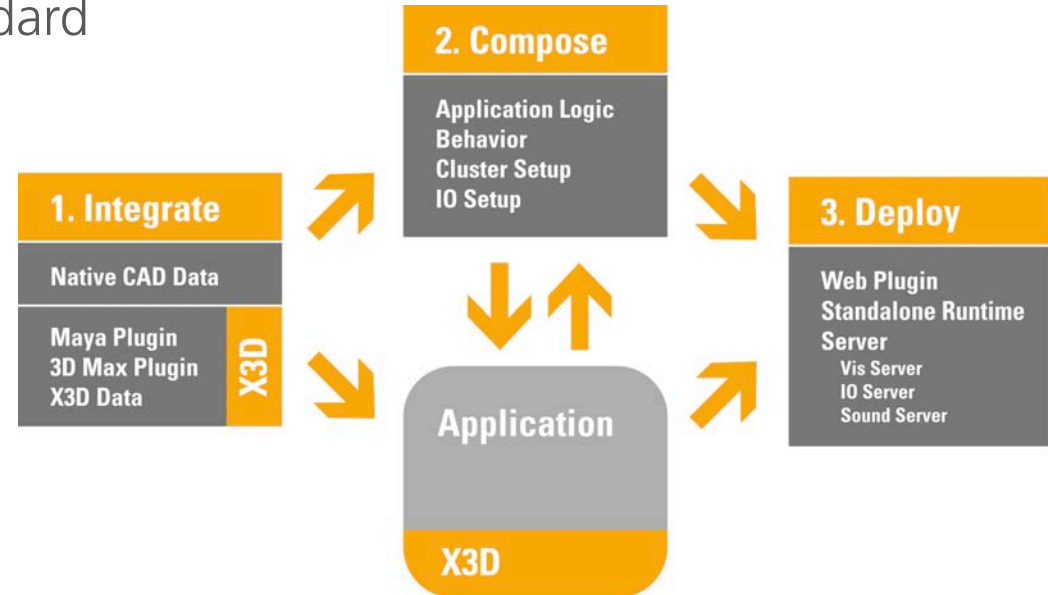 dard
2. Compose
Application Logic
Behavior
Cluster Setup
IO Setup
1. Integrate
Native CAD Data
Maya Plugin
3D Max Plugin
X3D Data
X3D
3. Deploy
Web Plugin
Standalone Runtime
Server
Vis Server
IO Server
Sound Server
Application
X3D